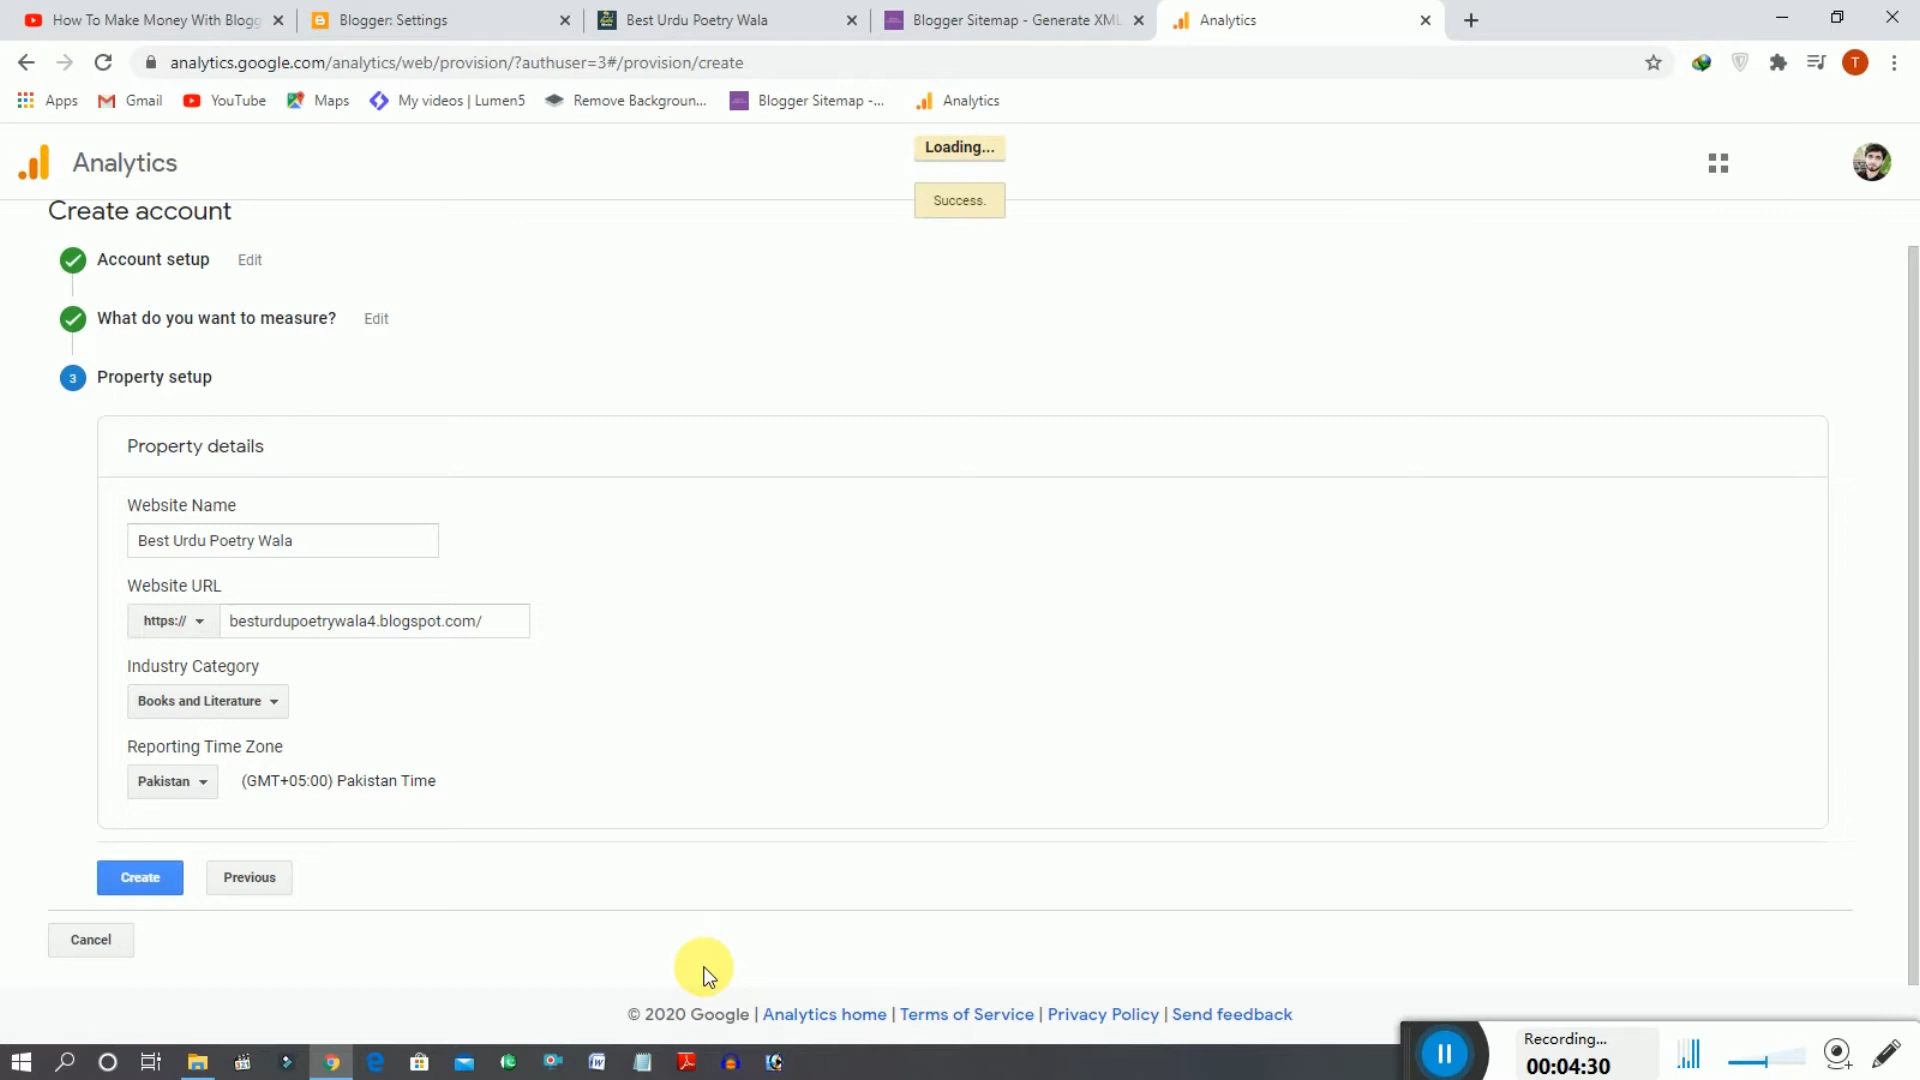 How To Make Money With Blogg
Blogger: Settings
Best Urdu Poetry Wala
Blogger Sitemap - Generate XML
Analytics
analytics.google.com/analytics/web/provision/?authuser=3#/provision/create
T
Apps
Gmail
YouTube
Maps
My videos | Lumen5
Remove Backgroun...
Blogger Sitemap -...
Analytics
Loading...
Analytics
Success.
Create account
Account setup Edit
What do you want to measure? Edit
3 Property setup
Property details
Website Name
Best Urdu Poetry Wala
Website URL
https:// besturdupoetrywala4.blogspot.com/
Industry Category
Books and Literature
Reporting Time Zone
Pakistan (GMT+05:00) Pakistan Time
Create Previous
Cancel
© 2020 Google | Analytics home | Terms of Service | Privacy Policy | Send feedback
Recording...
00:04:30